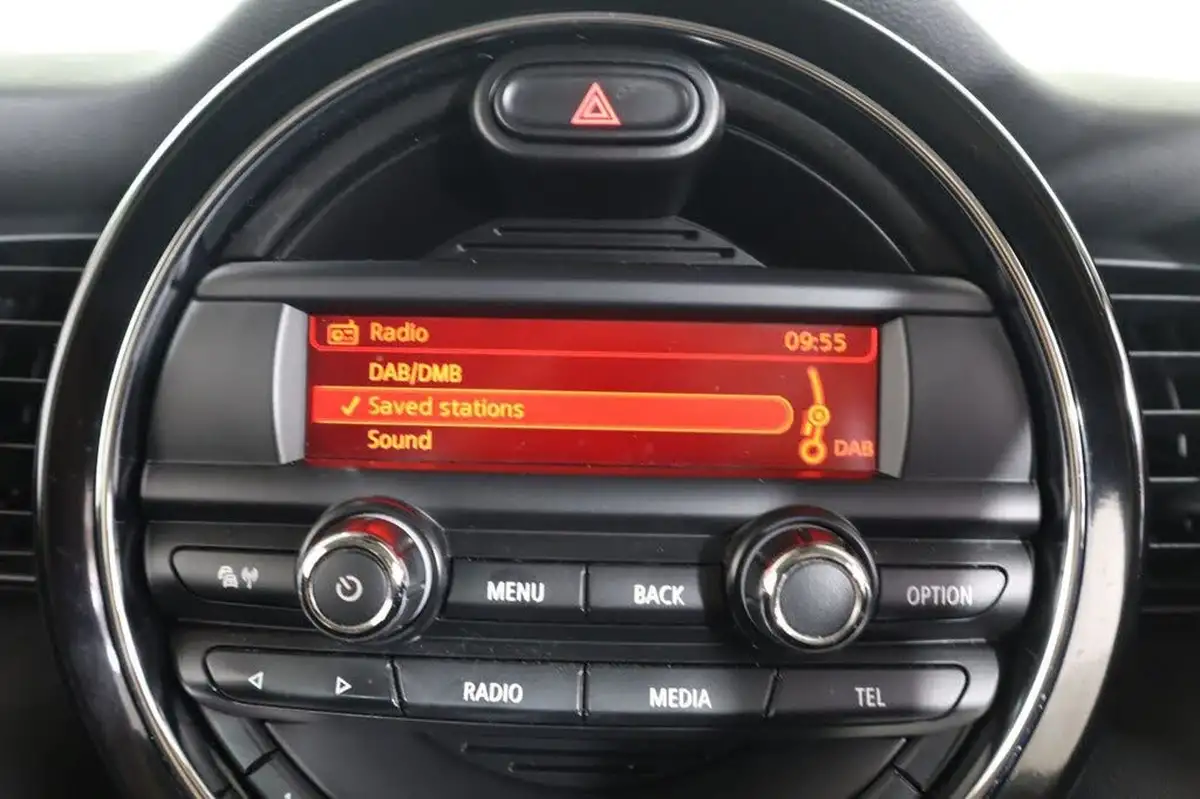 Radio 09:55
DAB/DMB
✓ Saved stations
Sound
DAB
MENU BACK OPTION
RADIO MEDIA TEL